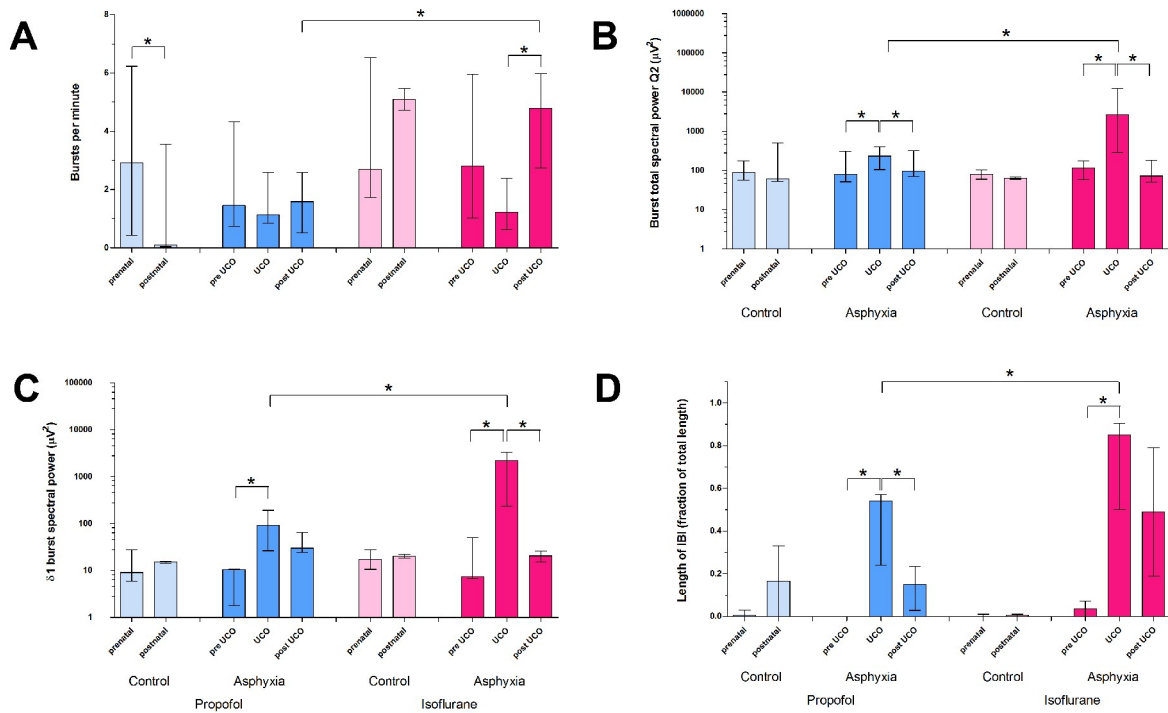 A
Bursts per minute
8
6
4
2
0
*
*
*
prenatal
postnatal
pre UCO
UCO
post UCO
prenatal
postnatal
pre UCO
UCO
post UCO
B
Burst total spectral power Q2 (µV²)
1000000
100000
10000
1000
100
10
1
*
* *
* *
prenatal
postnatal
pre UCO
UCO
post UCO
prenatal
postnatal
pre UCO
UCO
post UCO
Control
Asphyxia
Control
Asphyxia
C
δ1 burst spectral power (µV²)
100000
10000
1000
100
10
1
*
*
* *
prenatal
postnatal
pre UCO
UCO
post UCO
prenatal
postnatal
pre UCO
UCO
post UCO
Control
Asphyxia
Control
Asphyxia
Propofol
Isoflurane
D
Length of IBI (fraction of total length)
1.0
0.8
0.6
0.4
0.2
0.0
*
* *
*
prenatal
postnatal
pre UCO
UCO
post UCO
prenatal
postnatal
pre UCO
UCO
post UCO
Control
Asphyxia
Control
Asphyxia
Propofol
Isoflurane